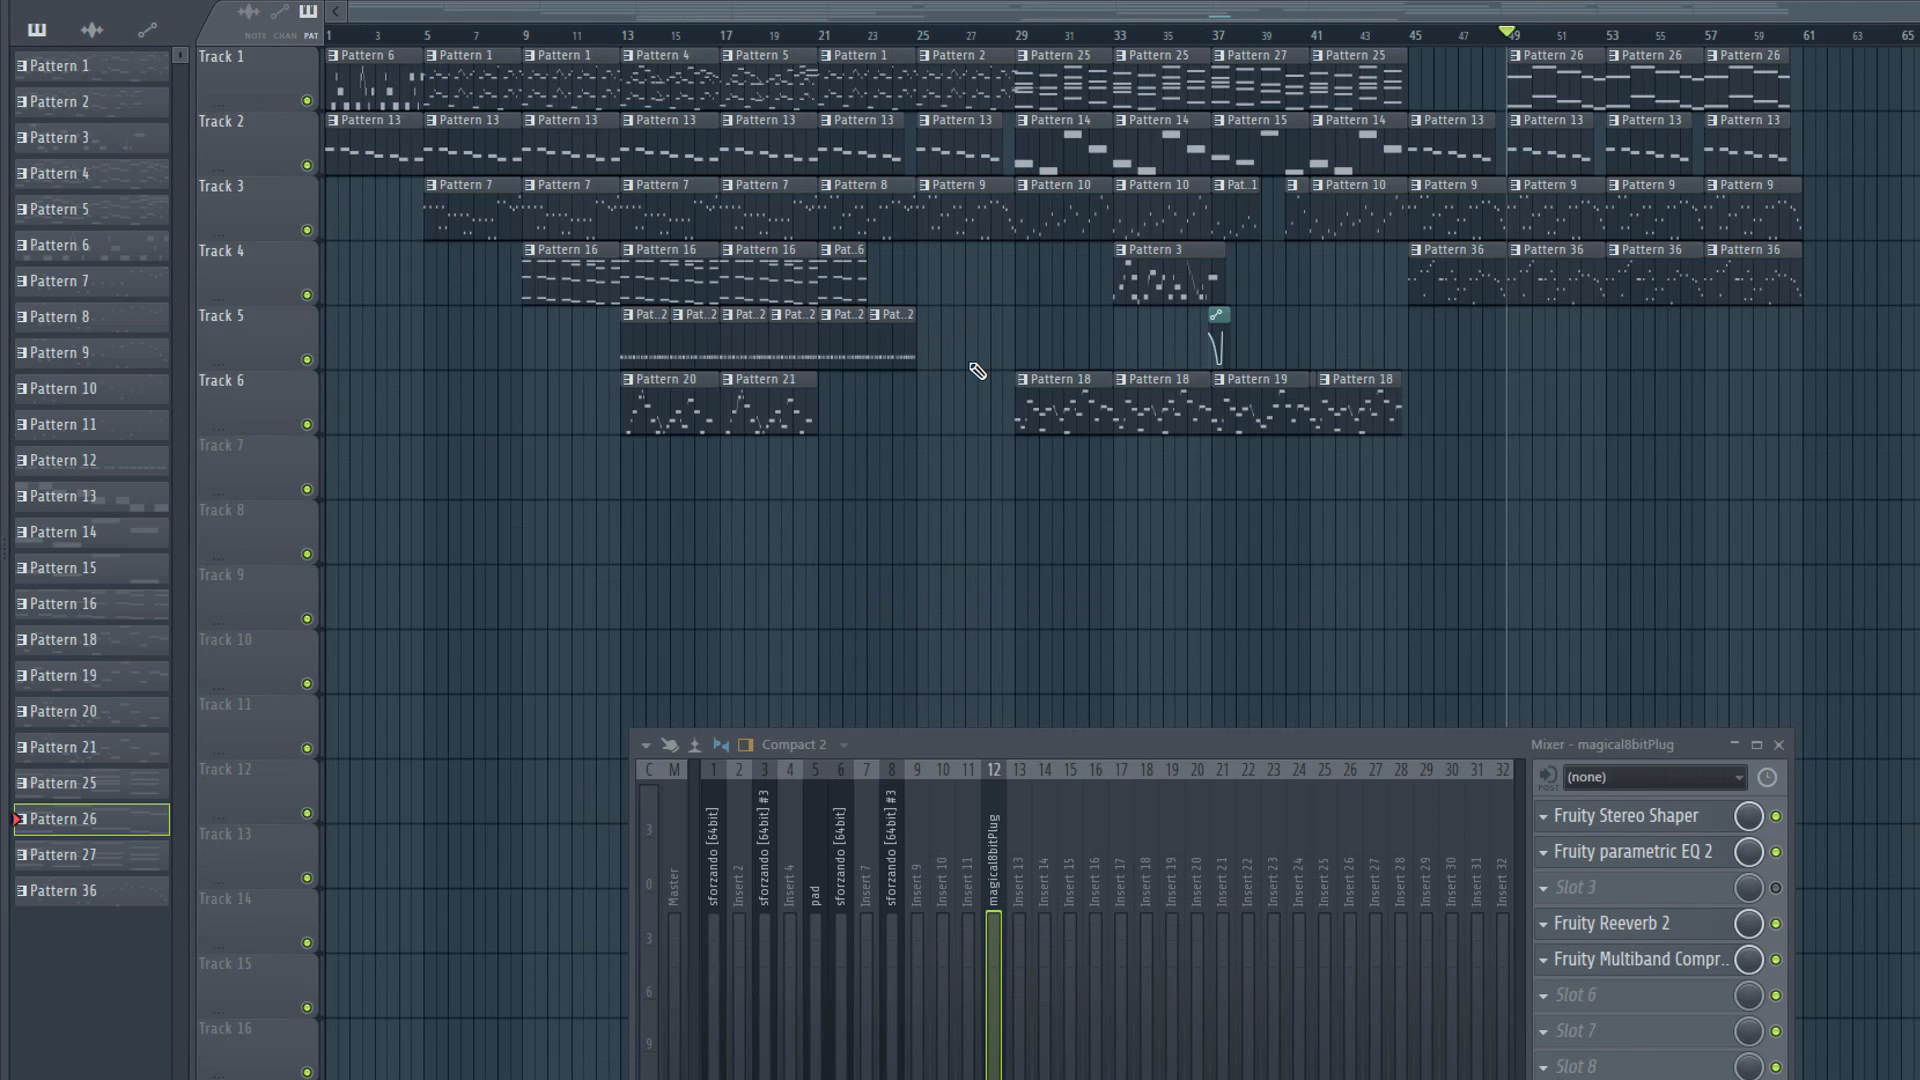 NOTE CHAN PAT
1 3 5 7 9 11 13 15 17 19 21 23 25 27 29 31 33 35 37 39 41 43 45 47 49 51 53 55 57 59 61 63 65
Pattern 1
Pattern 2
Pattern 3
Pattern 4
Pattern 5
Pattern 6
Pattern 7
Pattern 8
Pattern 9
Pattern 10
Pattern 11
Pattern 12
Pattern 13
Pattern 14
Pattern 15
Pattern 16
Pattern 18
Pattern 19
Pattern 20
Pattern 21
Pattern 25
Pattern 26
Pattern 27
Pattern 36
Track 1 Pattern 6 Pattern 1 Pattern 1 Pattern 4 Pattern 5 Pattern 1 Pattern 2 Pattern 25 Pattern 25 Pattern 27 Pattern 25 Pattern 26 Pattern 26 Pattern 26
Track 2 Pattern 13 Pattern 13 Pattern 13 Pattern 13 Pattern 13 Pattern 13 Pattern 13 Pattern 14 Pattern 14 Pattern 15 Pattern 14 Pattern 13 Pattern 13 Pattern 13 Pattern 13
Track 3 Pattern 7 Pattern 7 Pattern 7 Pattern 7 Pattern 8 Pattern 9 Pattern 10 Pattern 10 Pat..1 Pattern 10 Pattern 9 Pattern 9 Pattern 9 Pattern 9
Track 4 Pattern 16 Pattern 16 Pattern 16 Pat..6 Pattern 3 Pattern 36 Pattern 36 Pattern 36 Pattern 36
Track 5 Pat..2 Pat..2 Pat..2 Pat..2 Pat..2 Pat..2
Track 6 Pattern 20 Pattern 21 Pattern 18 Pattern 18 Pattern 19 Pattern 18
Track 7
Track 8
Track 9
Track 10
Track 11
Track 12
Track 13
Track 14
Track 15
Track 16
Compact 2
Mixer - magical8bitPlug
C M 1 2 3 4 5 6 7 8 9 10 11 12 13 14 15 16 17 18 19 20 21 22 23 24 25 26 27 28 29 30 31 32
3
0
3
6
9
Master
sforzando [64bit]
Insert 2
sforzando [64bit] #3
Insert 4
pad
sforzando [64bit]
Insert 7
sforzando [64bit] #3
Insert 9
Insert 10
Insert 11
magical8bitPlug
Insert 13
Insert 14
Insert 15
Insert 16
Insert 17
Insert 18
Insert 19
Insert 20
Insert 21
Insert 22
Insert 23
Insert 24
Insert 25
Insert 26
Insert 27
Insert 28
Insert 29
Insert 30
Insert 31
Insert 32
POST
(none)
Fruity Stereo Shaper
Fruity parametric EQ 2
Slot 3
Fruity Reeverb 2
Fruity Multiband Compr..
Slot 6
Slot 7
Slot 8